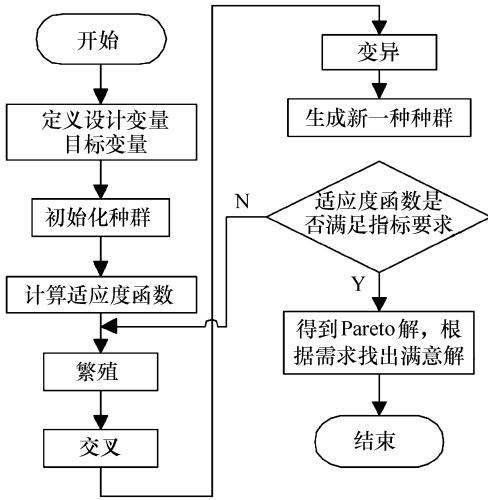 开始
定义设计变量
目标变量
初始化种群
计算适应度函数
繁殖
交叉
变异
生成新一种种群
适应度函数是
否满足指标要求
N
Y
得到Pareto解，根
据需求找出满意解
结束